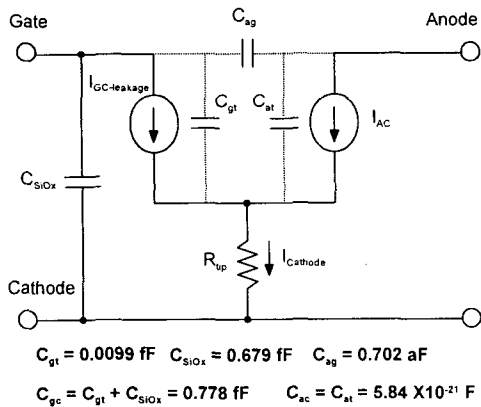 C_ag
Gate
Anode
I_GC-leakage
C_gt
C_at
I_AC
C_SiOx
R_tip
I_Cathode
Cathode
C_gt = 0.0099 fF C_SiOx = 0.679 fF C_ag = 0.702 aF
C_gc = C_gt + C_SiOx = 0.778 fF C_ac = C_at = 5.84 X10^-21 F